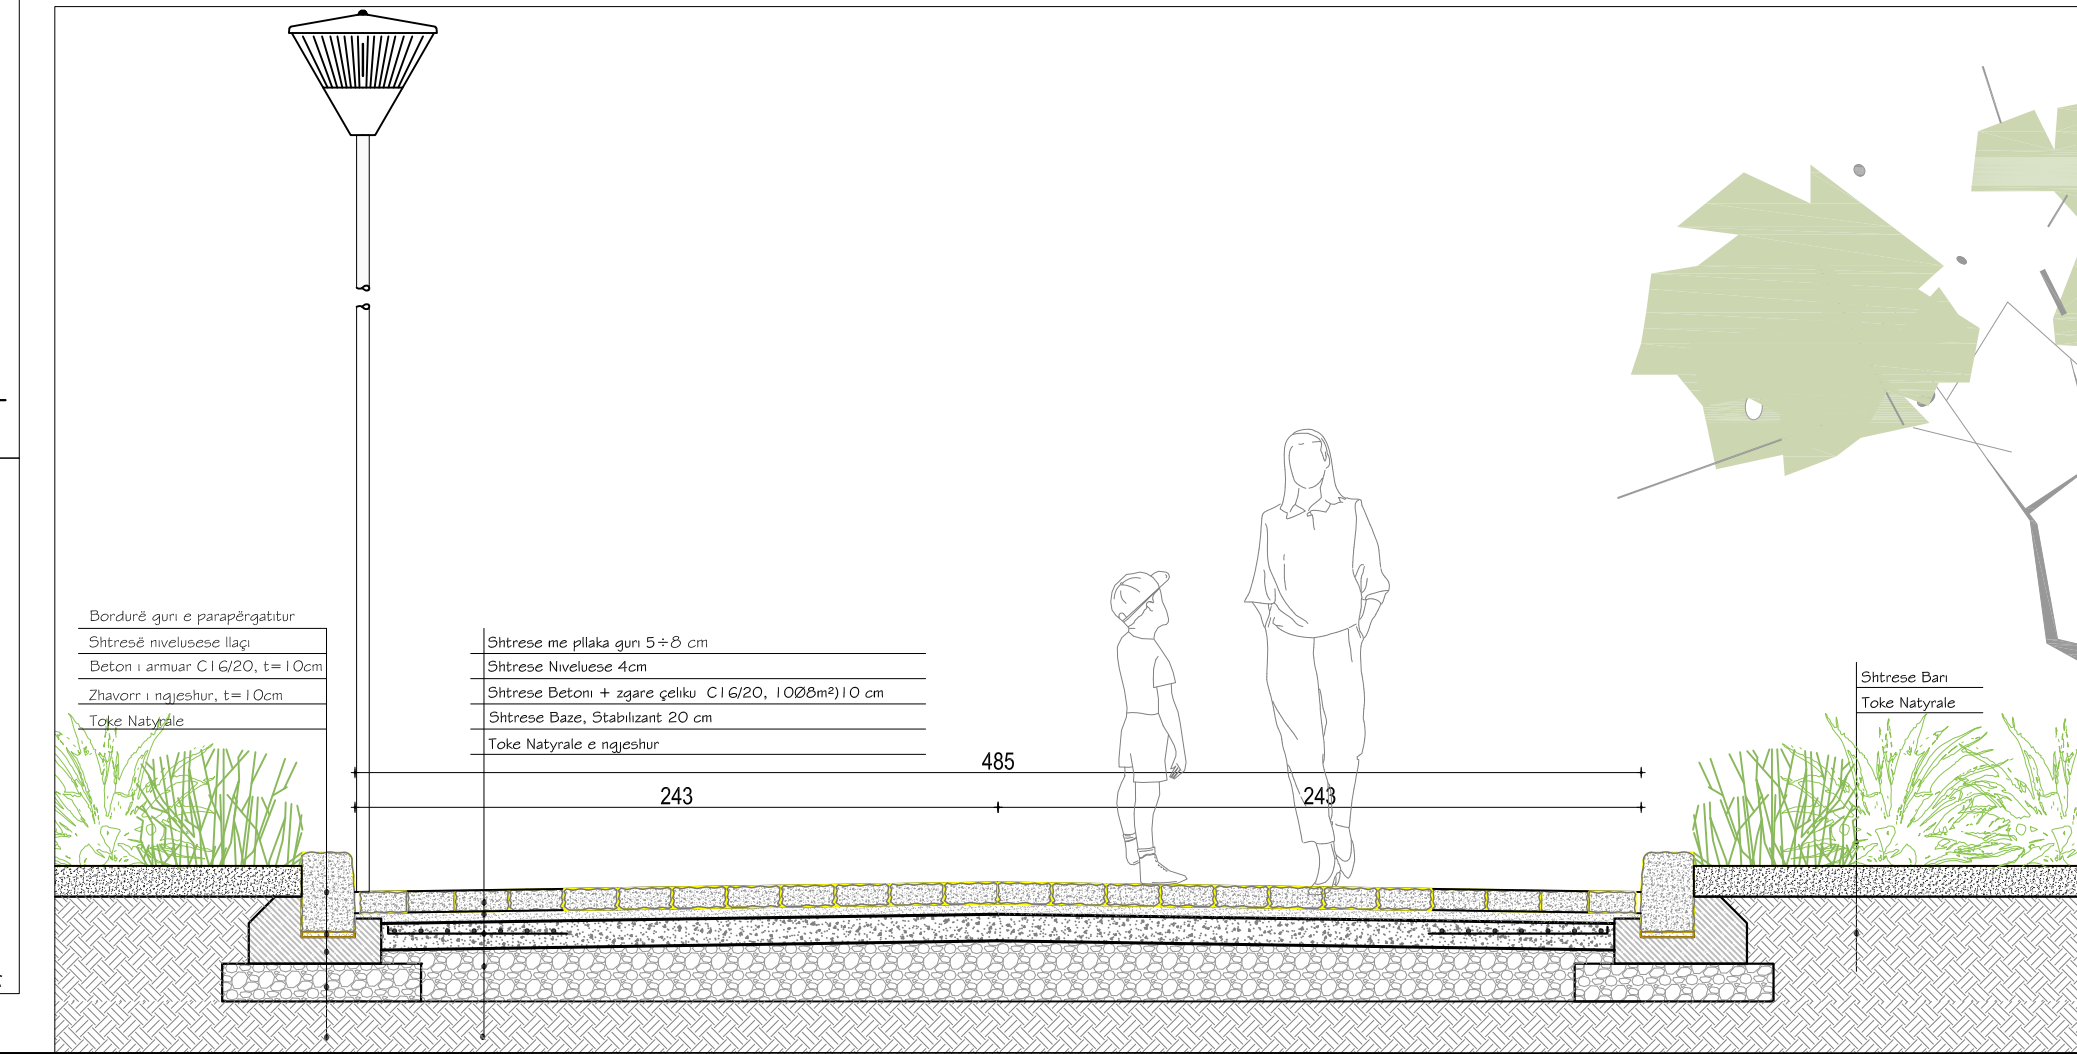 Bordurë guri e parapërgatitur
Shtresë nivelusese llaçi
Beton i armuar C16/20, t=10cm
Zhavorr i ngjeshur, t=10cm
Toke Natyrale
Shtrese me pllaka guri 5÷8 cm
Shtrese Niveluese 4cm
Shtrese Betoni + zgare çeliku C16/20, 10Ø8m²)10 cm
Shtrese Baze, Stabilizant 20 cm
Toke Natyrale e ngjeshur
Shtrese Bari
Toke Natyrale
485
243
243